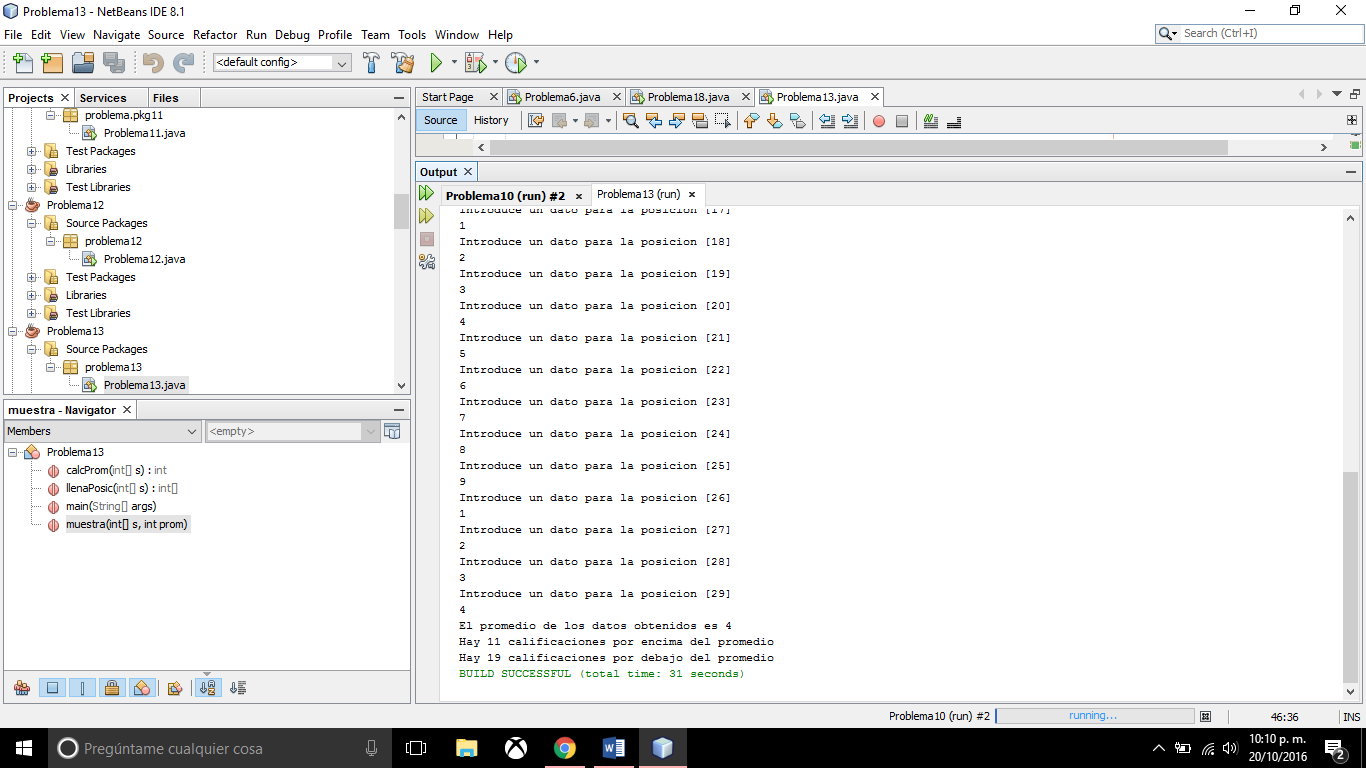 Problema13 - NetBeans IDE 8.1
File Edit View Navigate Source Refactor Run Debug Profile Team Tools Window Help
Search (Ctrl+I)
<default config>
Projects Services Files
problema.pkg11
Problema11.java
Test Packages
Libraries
Test Libraries
Problema12
Source Packages
problema12
Problema12.java
Test Packages
Libraries
Test Libraries
Problema13
Source Packages
problema13
Problema13.java
muestra - Navigator
Members
<empty>
Problema13
calcProm(int[] s) : int
llenaPosic(int[] s) : int[]
main(String[] args)
muestra(int[] s, int prom)
Start Page Problema6.java Problema18.java Problema13.java
Source History
Output
Problema10 (run) #2 Problema13 (run)
Introduce un dato para la posicion [17]
1
Introduce un dato para la posicion [18]
2
Introduce un dato para la posicion [19]
3
Introduce un dato para la posicion [20]
4
Introduce un dato para la posicion [21]
5
Introduce un dato para la posicion [22]
6
Introduce un dato para la posicion [23]
7
Introduce un dato para la posicion [24]
8
Introduce un dato para la posicion [25]
9
Introduce un dato para la posicion [26]
1
Introduce un dato para la posicion [27]
2
Introduce un dato para la posicion [28]
3
Introduce un dato para la posicion [29]
4
El promedio de los datos obtenidos es 4
Hay 11 calificaciones por encima del promedio
Hay 19 calificaciones por debajo del promedio
BUILD SUCCESSFUL (total time: 31 seconds)
Problema10 (run) #2 running... 46:36 INS
Pregúntame cualquier cosa
10:10 p. m.
20/10/2016
2